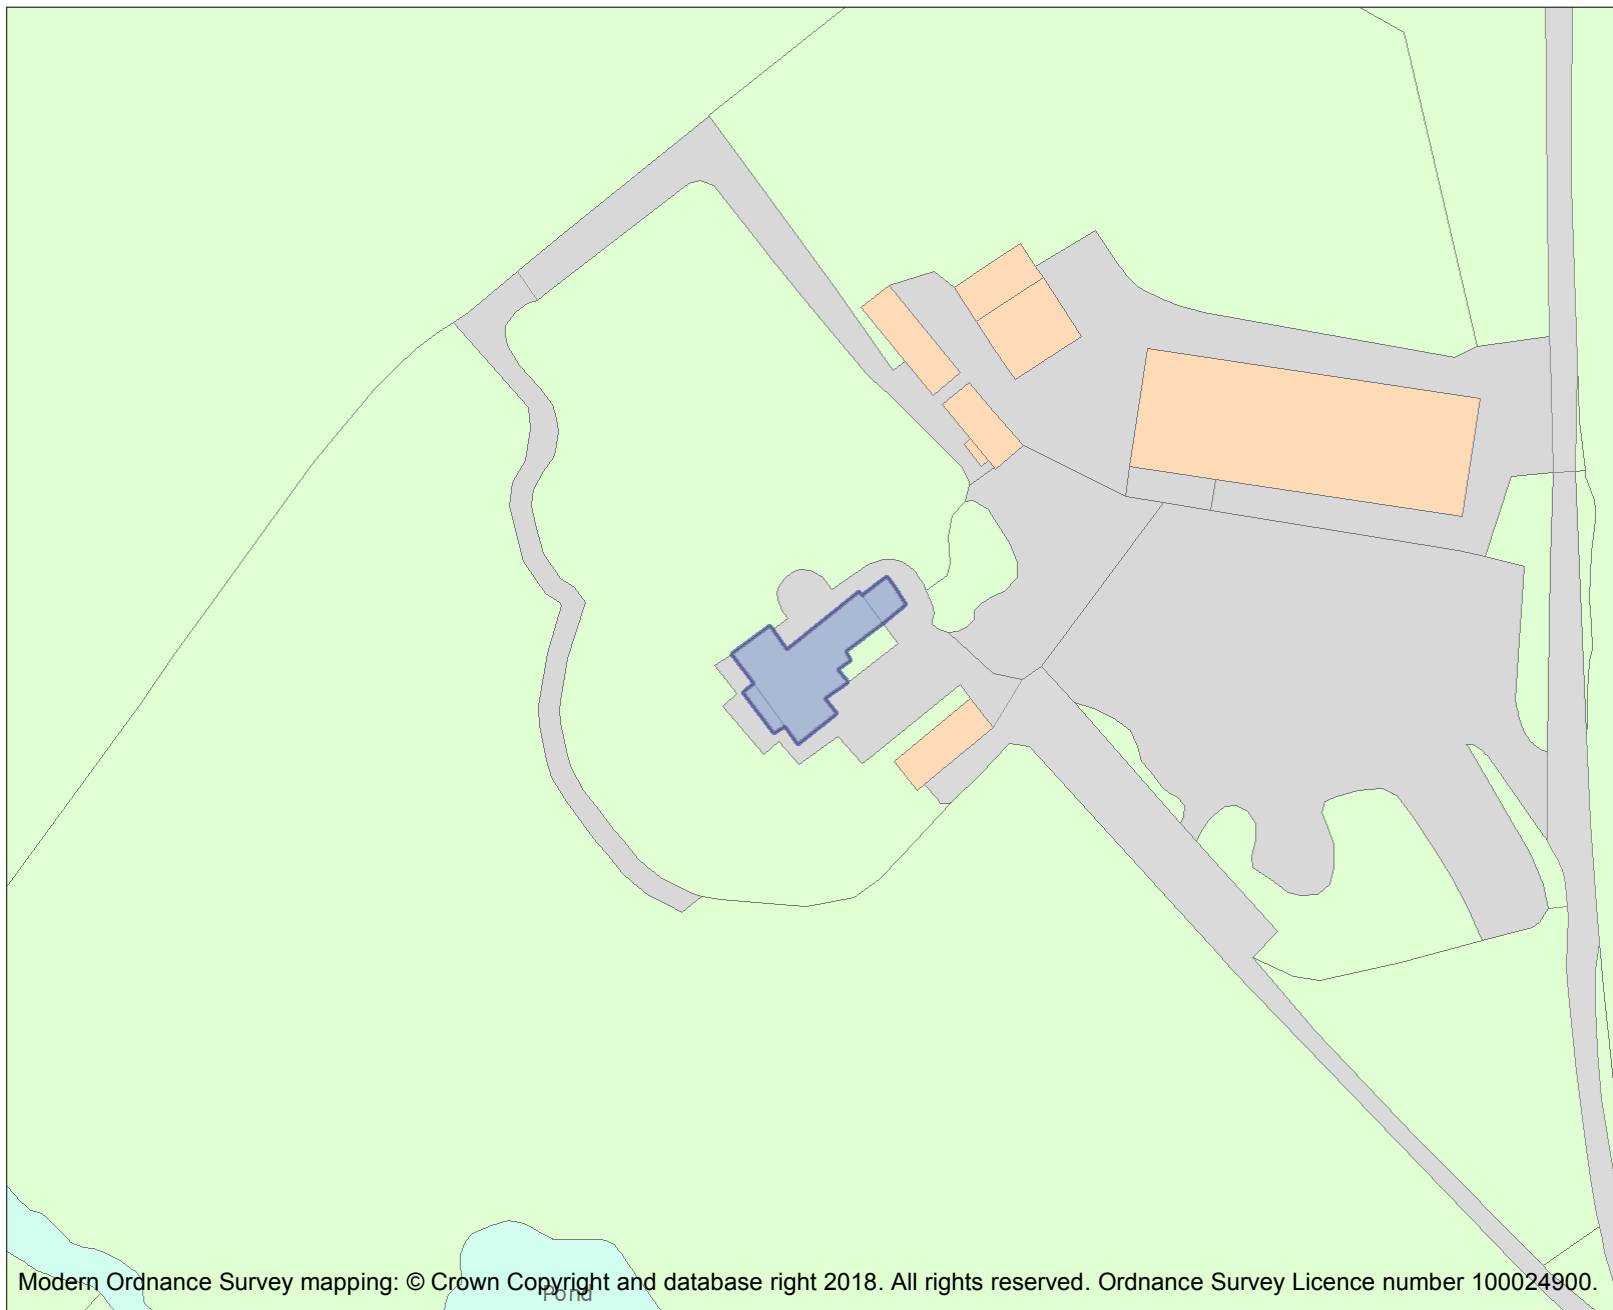 Modern Ordnance Survey mapping: © Crown Copyright and database right 2018. All rights reserved. Ordnance Survey Licence number 100024900.
Pond